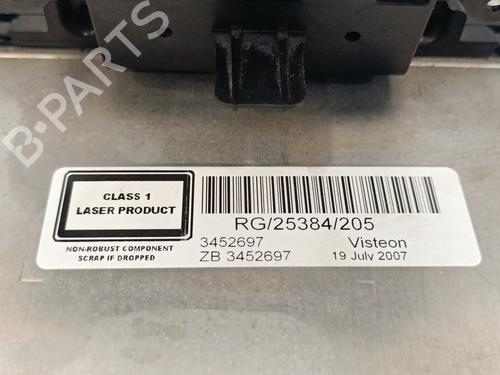 B-PARTS
CLASS 1
LASER PRODUCT
NON-ROBUST COMPONENT
SCRAP IF DROPPED
RG/25384/205
3452697 Visteon
ZB 3452697 19 July 2007